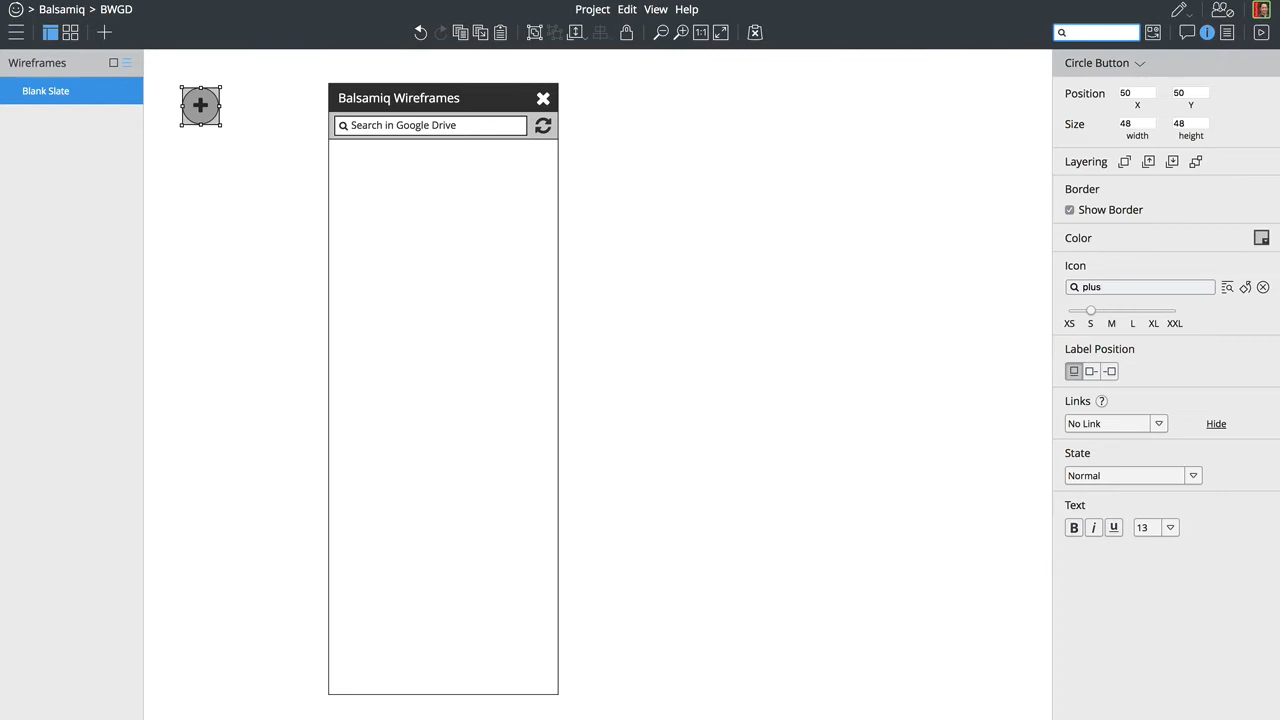 > Balsamiq > BWGD
Project Edit View Help
1:1
Wireframes
Blank Slate
Balsamiq Wireframes
Search in Google Drive
Circle Button
Position 50 50
X Y
Size 48 48
width height
Layering
Border
Show Border
Color
Icon
plus
XS S M L XL XXL
Label Position
Links ?
No Link Hide
State
Normal
Text
B i u 13